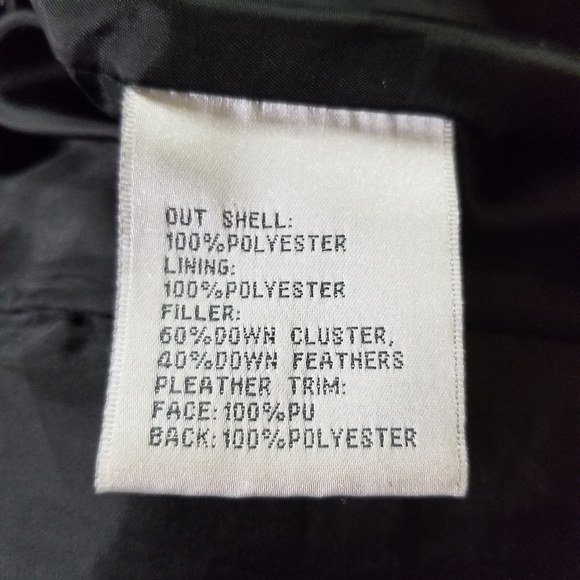 OUT SHELL:
100%POLYESTER
LINING:
100%POLYESTER
FILLER:
60%DOWN CLUSTER,
40%DOWN FEATHERS
PLEATHER TRIM:
FACE:100%PU
BACK:100%POLYESTER